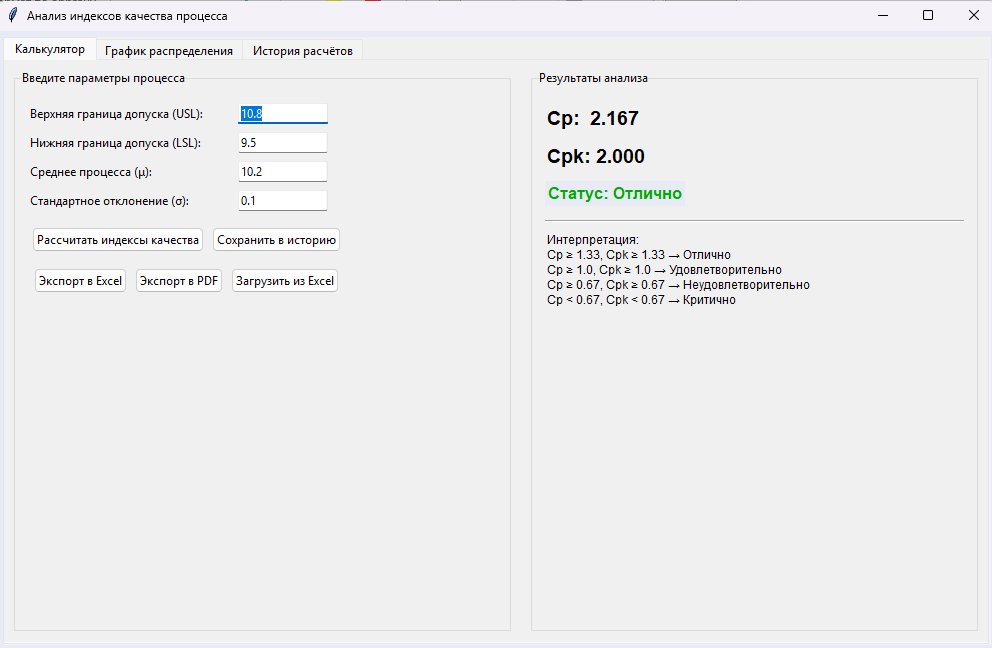 Анализ индексов качества процесса
Калькулятор
График распределения
История расчётов
Введите параметры процесса
Верхняя граница допуска (USL):
10.8
Нижняя граница допуска (LSL):
9.5
Среднее процесса (μ):
10.2
Стандартное отклонение (σ):
0.1
Рассчитать индексы качества
Сохранить в историю
Экспорт в Excel
Экспорт в PDF
Загрузить из Excel
Результаты анализа
Cp: 2.167
Cpk: 2.000
Статус: Отлично
Интерпретация:
Cp ≥ 1.33, Cpk ≥ 1.33 → Отлично
Cp ≥ 1.0, Cpk ≥ 1.0 → Удовлетворительно
Cp ≥ 0.67, Cpk ≥ 0.67 → Неудовлетворительно
Cp < 0.67, Cpk < 0.67 → Критично